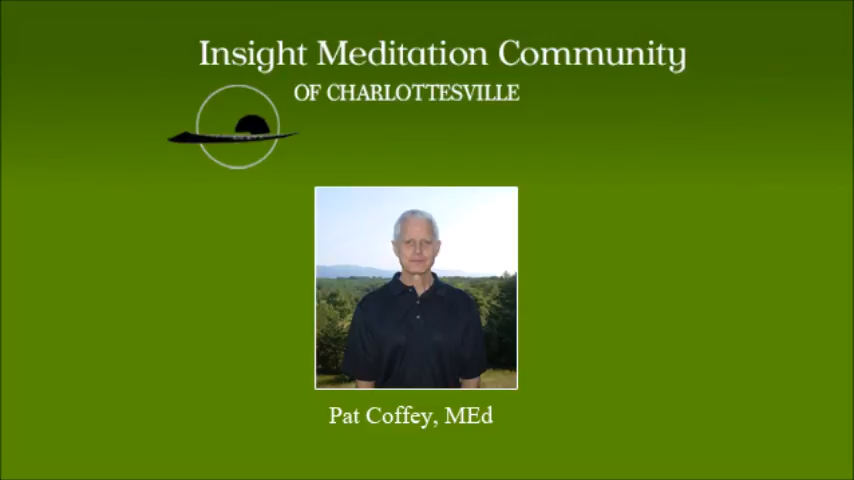 Insight Meditation Community
OF CHARLOTTESVILLE
Pat Coffey, MEd